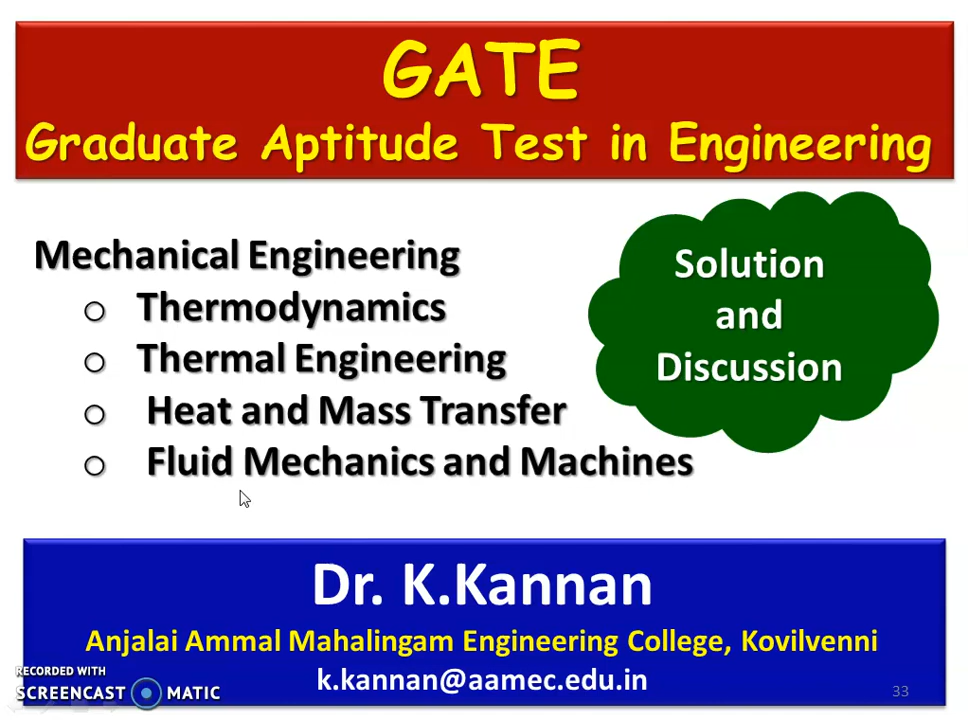 GATE
Graduate Aptitude Test in Engineering
Mechanical Engineering
o Thermodynamics
o Thermal Engineering
o Heat and Mass Transfer
o Fluid Mechanics and Machines
Solution
and
Discussion
Dr. K.Kannan
Anjalai Ammal Mahalingam Engineering College, Kovilvenni
k.kannan@aamec.edu.in
RECORDED WITH
SCREENCAST MATIC
33